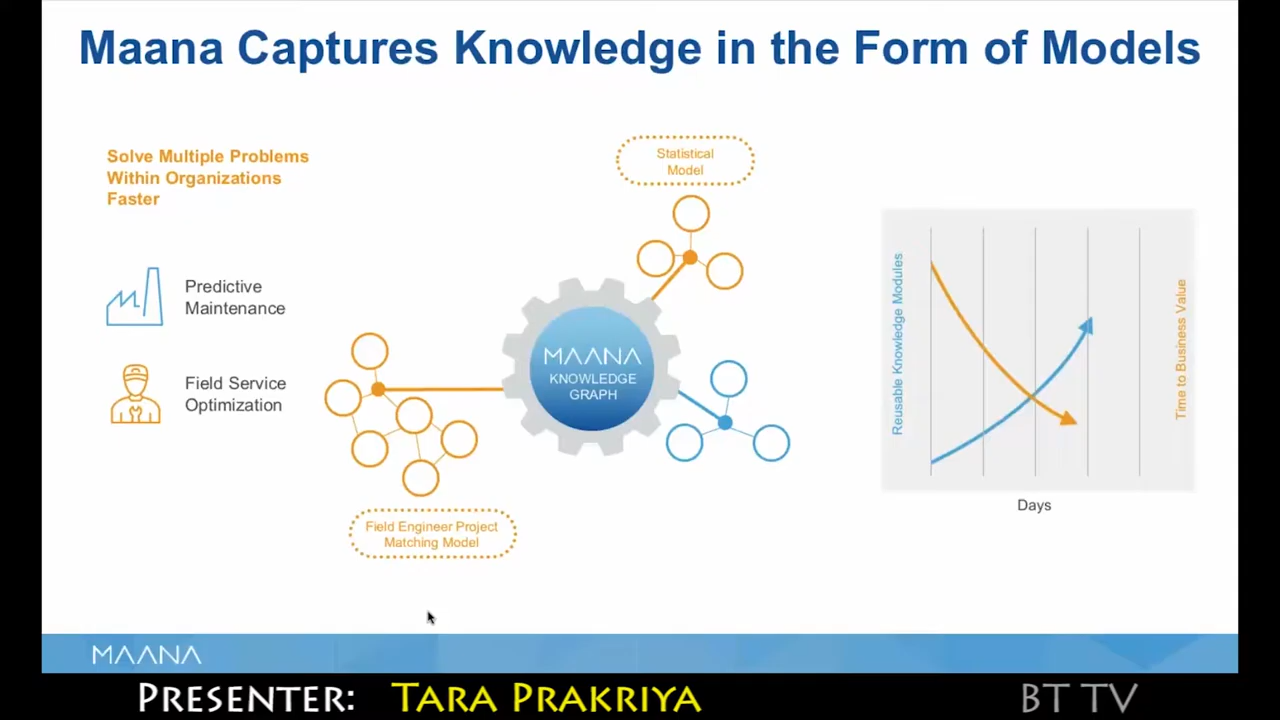 Maana Captures Knowledge in the Form of Models
Solve Multiple Problems
Within Organizations
Faster
Predictive
Maintenance
Field Service
Optimization
Statistical
Model
MAANA
KNOWLEDGE
GRAPH
Field Engineer Project
Matching Model
Reusable Knowledge Modules
Time to Business Value
Days
MAANA
PRESENTER: TARA PRAKRIYA
BT TV